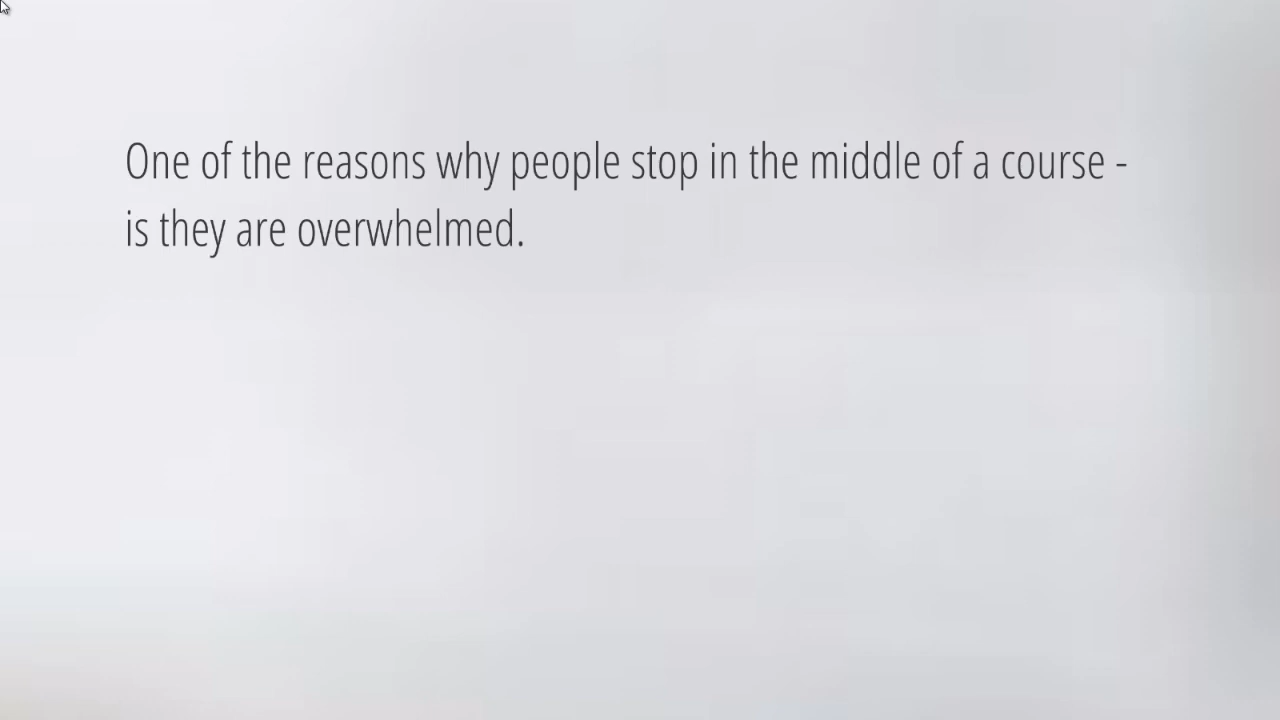 One of the reasons why people stop in the middle of a course -
is they are overwhelmed.